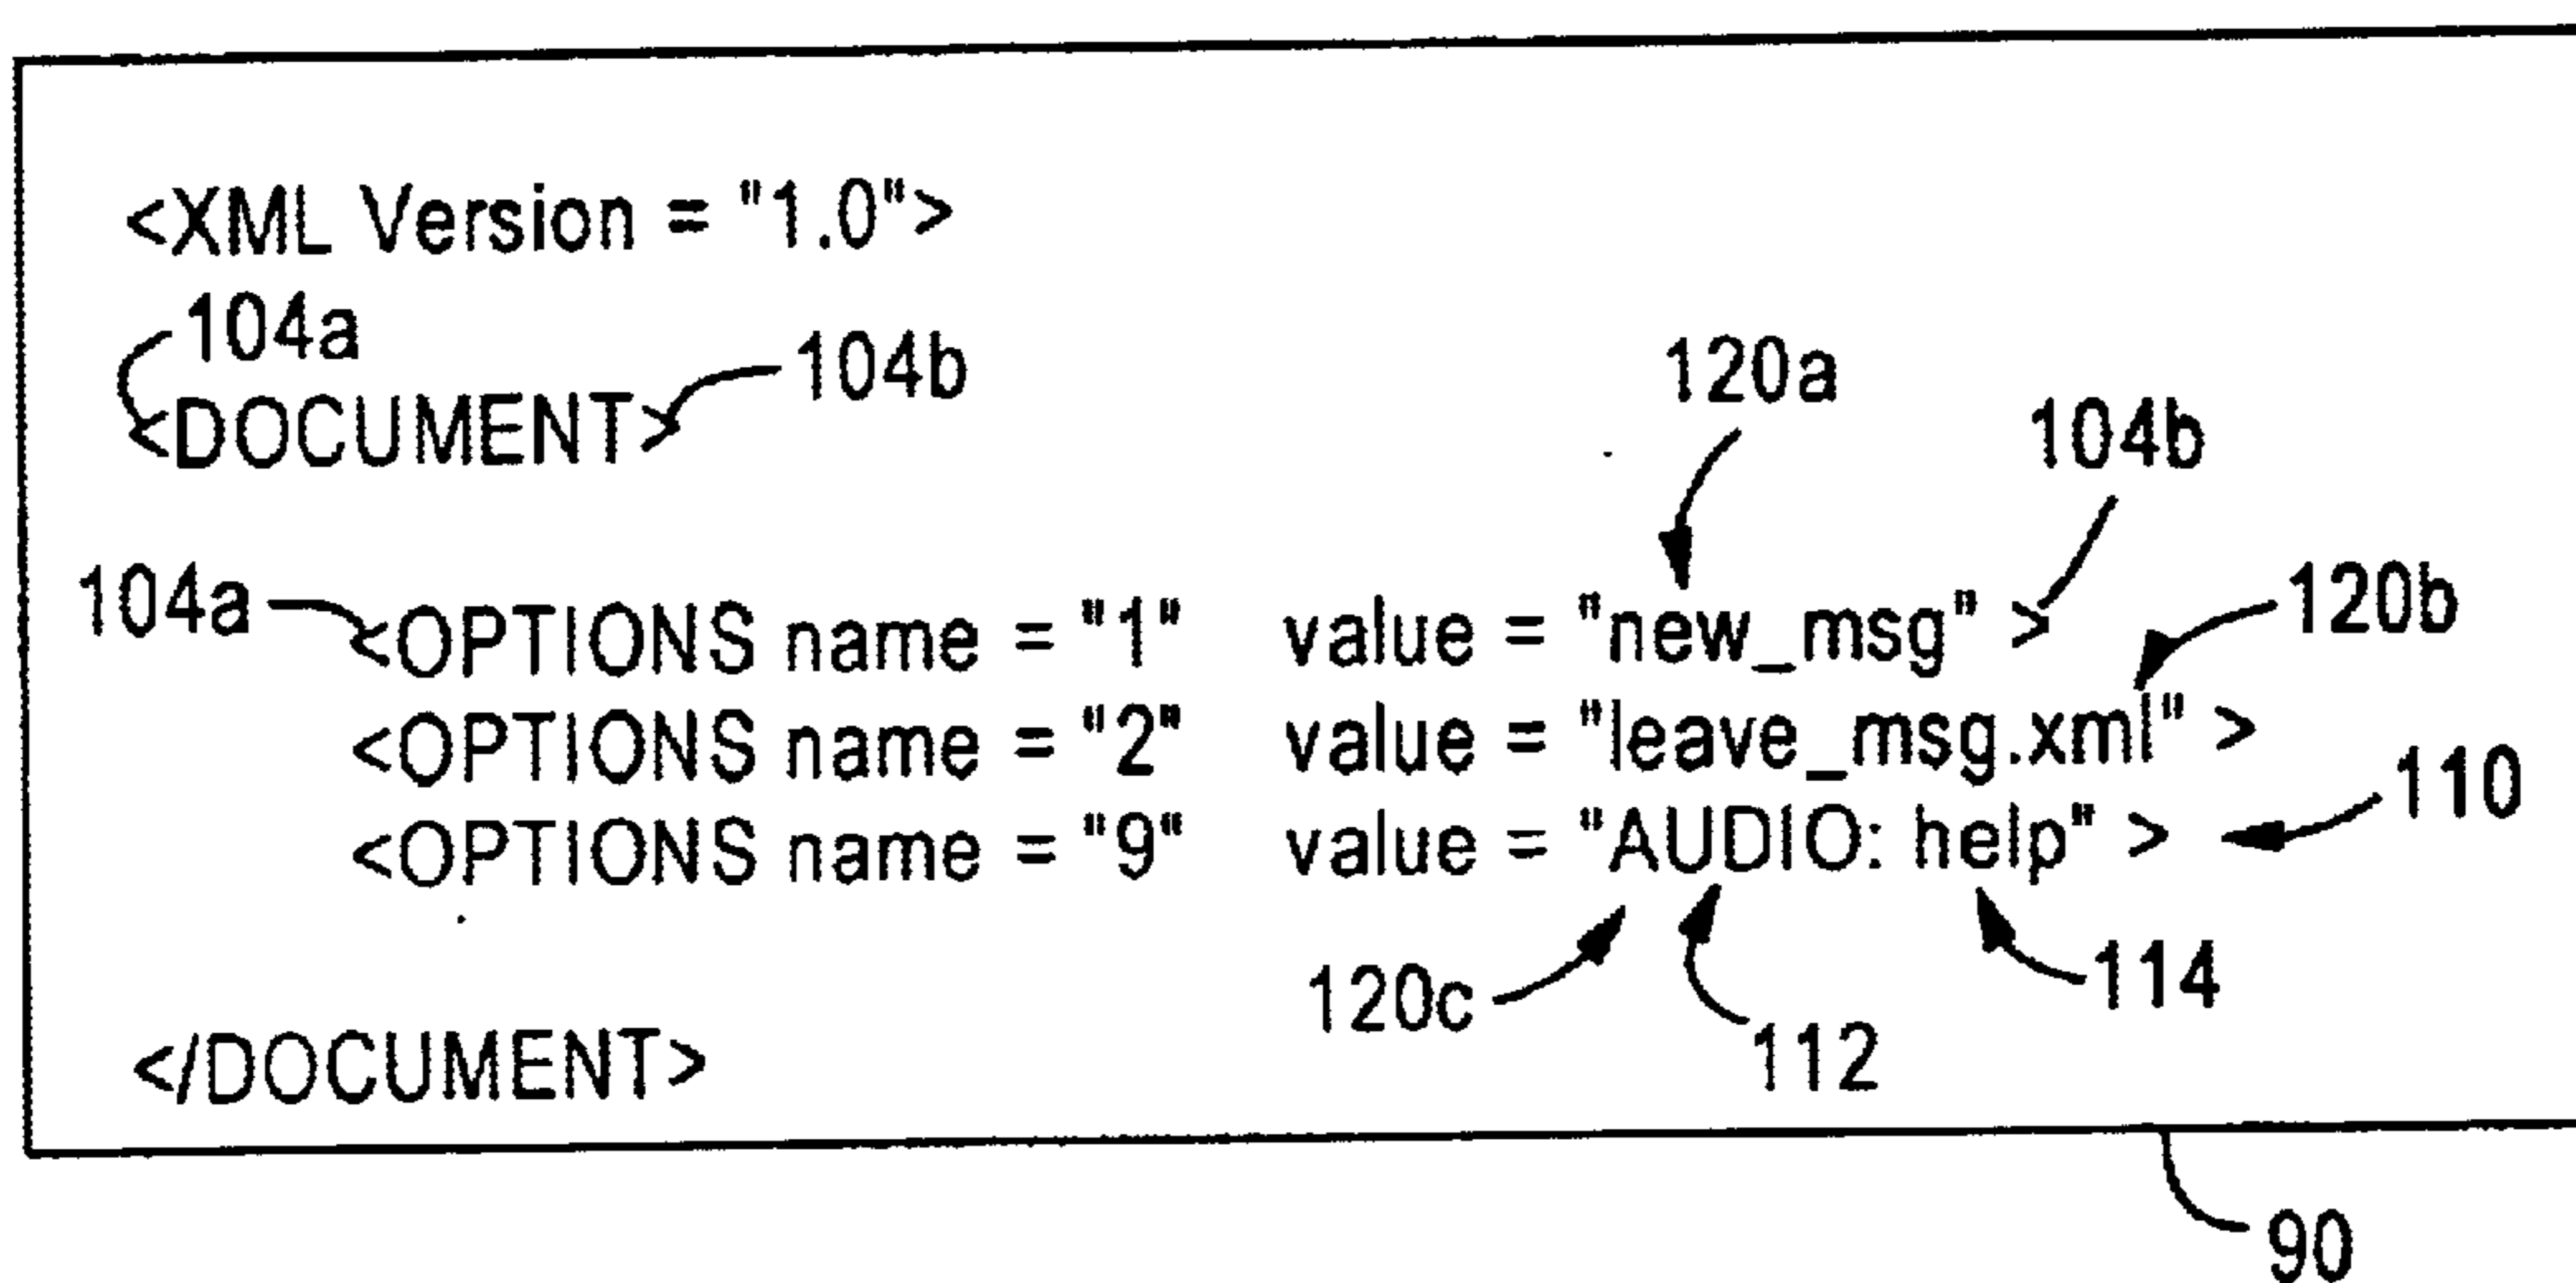 <XML Version = "1.0">
104a
104b
<DOCUMENT>
120a
104b
104a
<OPTIONS name = "1" value = "new_msg" >
120b
<OPTIONS name = "2" value = "leave_msg.xml" >
110
<OPTIONS name = "9" value = "AUDIO: help" >
120c
112
114
</DOCUMENT>
90